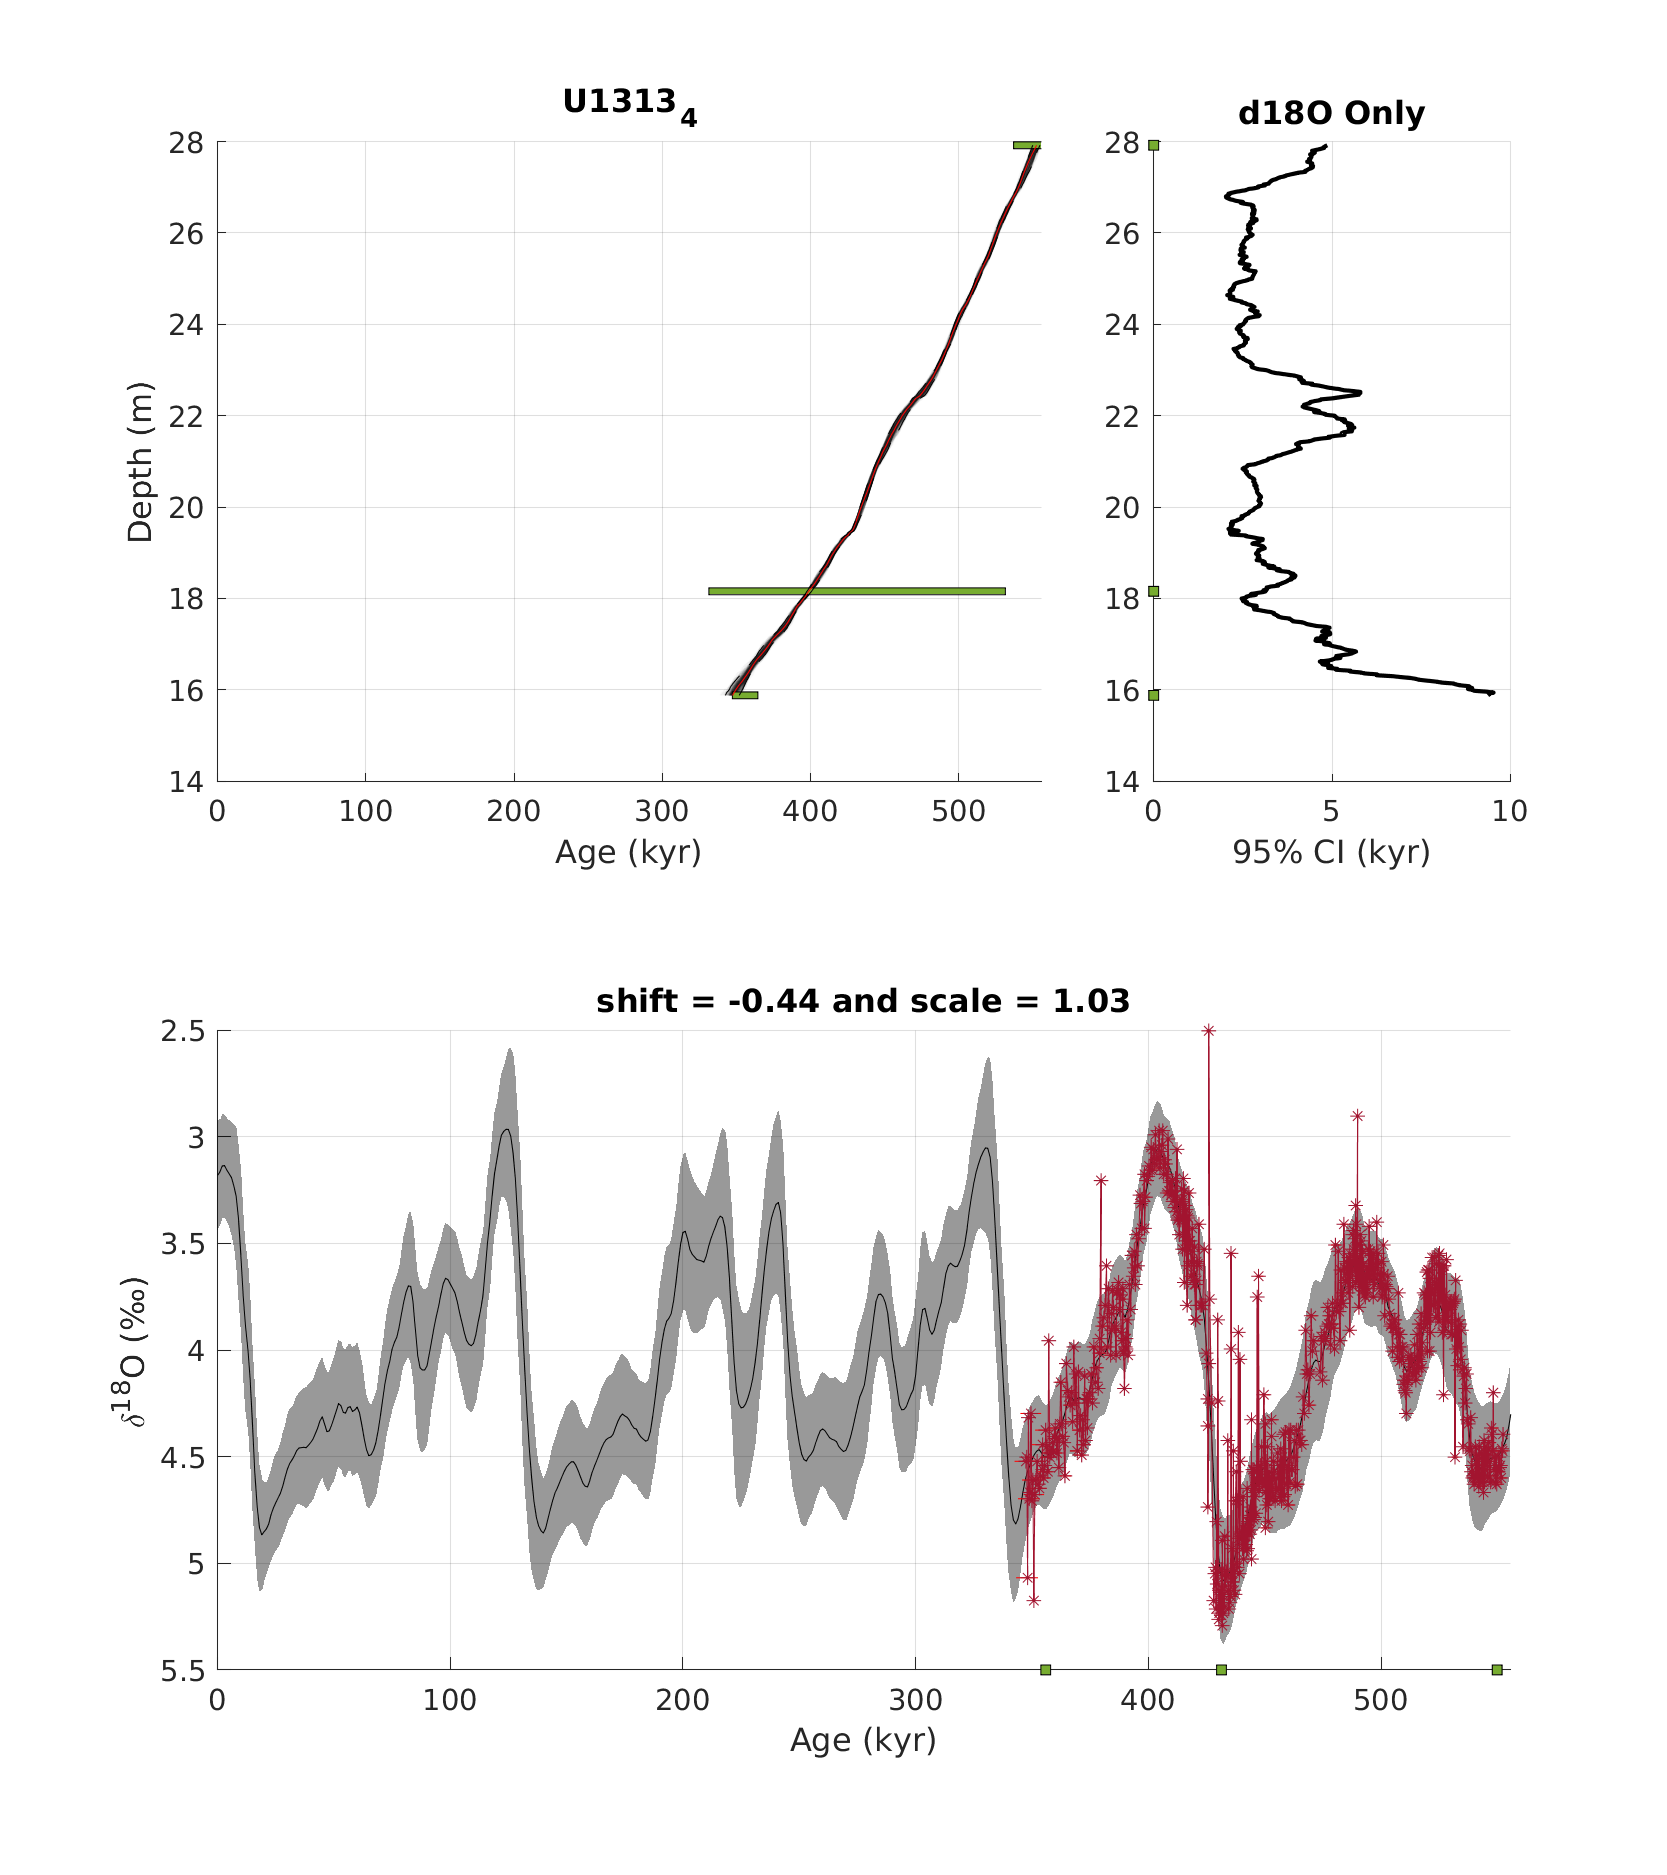 U1313₄
28
26
24
22
20
18
16
14
Depth (m)
0 100 200 300 400 500
Age (kyr)
d18O Only
28
26
24
22
20
18
16
14
0 5 10
95% CI (kyr)
shift = -0.44 and scale = 1.03
2.5
3
3.5
4
4.5
5
5.5
δ¹⁸O (‰)
0 100 200 300 400 500
Age (kyr)